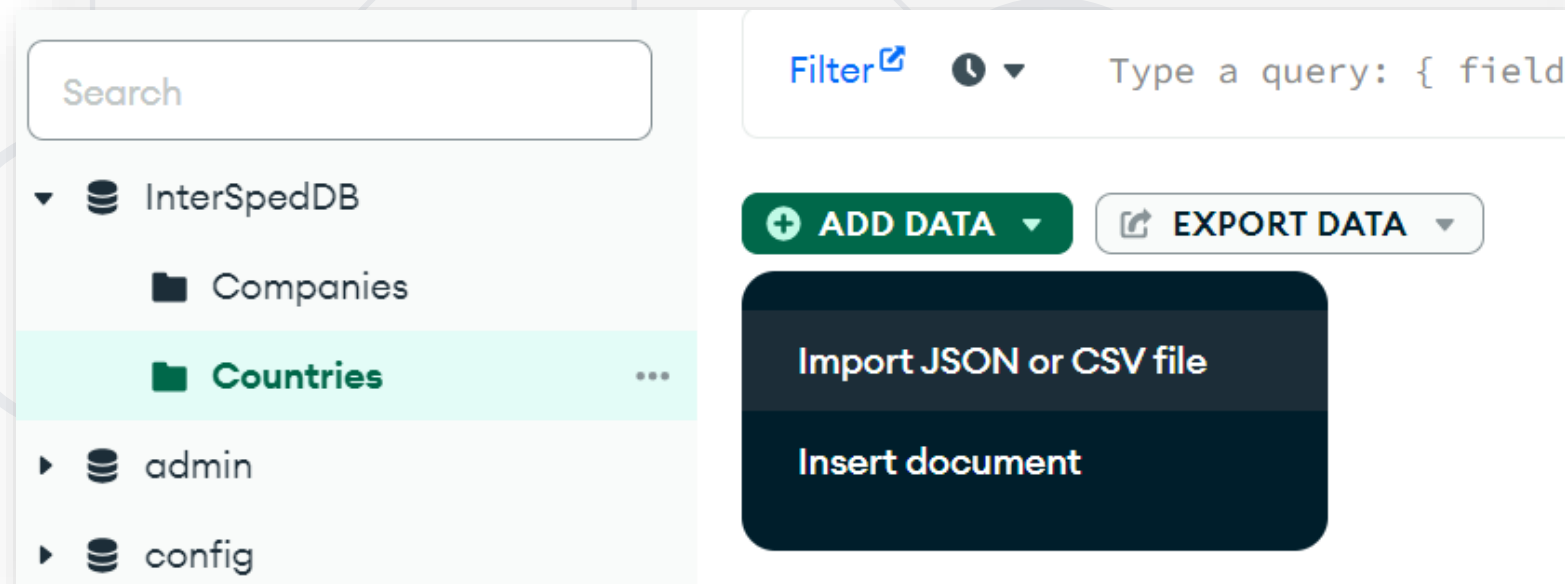 Search
InterSpedDB
Companies
Countries
admin
config
Filter Type a query: { field
ADD DATA EXPORT DATA
Import JSON or CSV file
Insert document